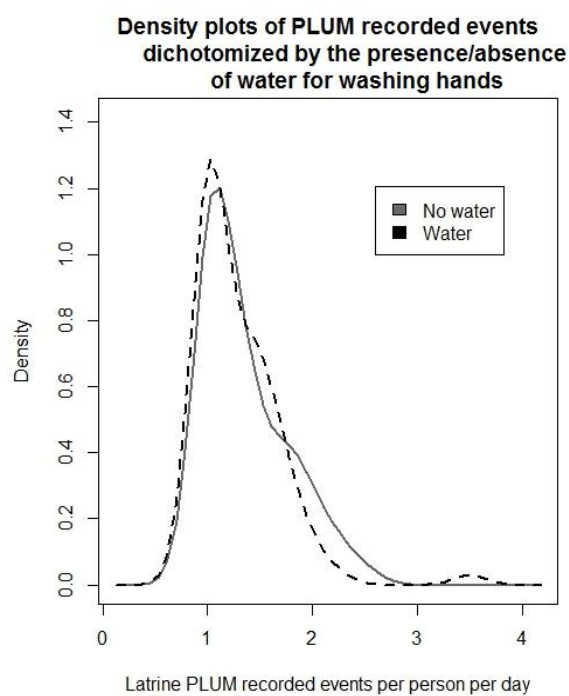 Density plots of PLUM recorded events
dichotomized by the presence/absence
of water for washing hands
1.4
1.2
1.0
0.8
0.6
0.4
0.2
0.0
Density
No water
Water
0 1 2 3 4
Latrine PLUM recorded events per person per day